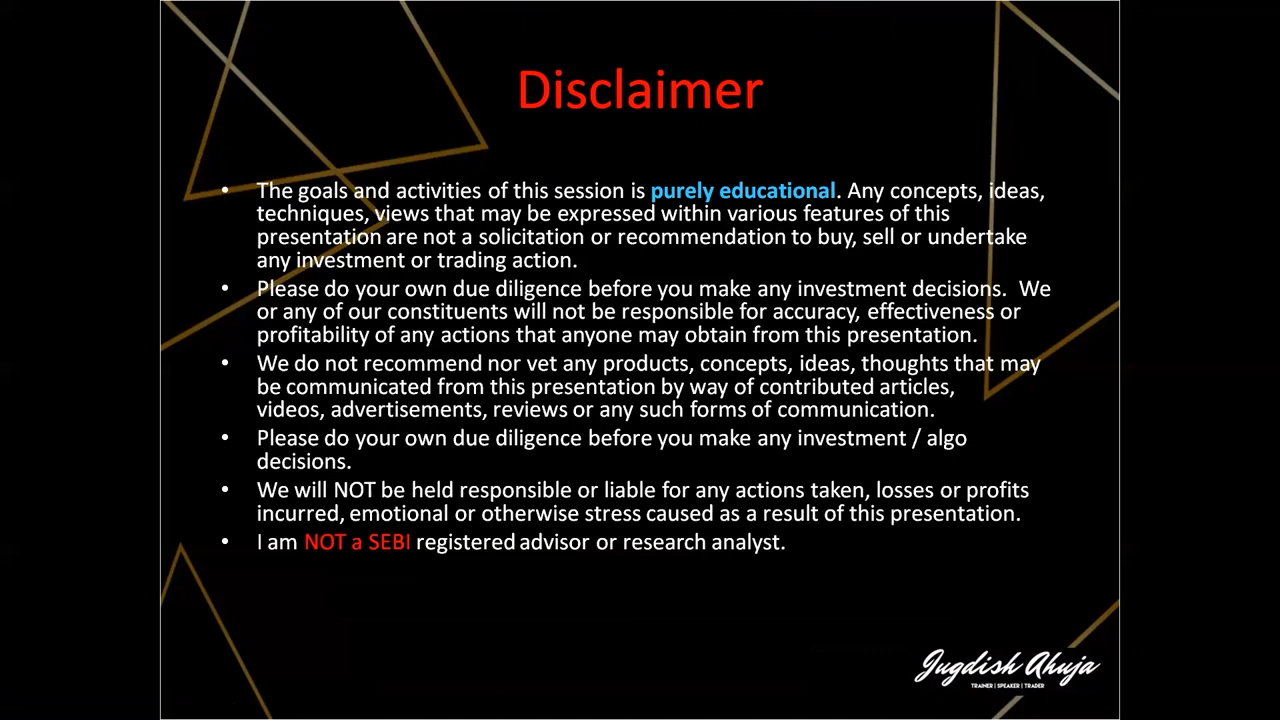 Disclaimer
• The goals and activities of this session is purely educational. Any concepts, ideas,
techniques, views that may be expressed within various features of this
presentation are not a solicitation or recommendation to buy, sell or undertake
any investment or trading action.
• Please do your own due diligence before you make any investment decisions.  We
or any of our constituents will not be responsible for accuracy, effectiveness or
profitability of any actions that anyone may obtain from this presentation.
• We do not recommend nor vet any products, concepts, ideas, thoughts that may
be communicated from this presentation by way of contributed articles,
videos, advertisements, reviews or any such forms of communication.
• Please do your own due diligence before you make any investment / algo
decisions.
• We will NOT be held responsible or liable for any actions taken, losses or profits
incurred, emotional or otherwise stress caused as a result of this presentation.
• I am NOT a SEBI registered advisor or research analyst.
Jugdish Ahuja
TRAINER | SPEAKER | TRADER